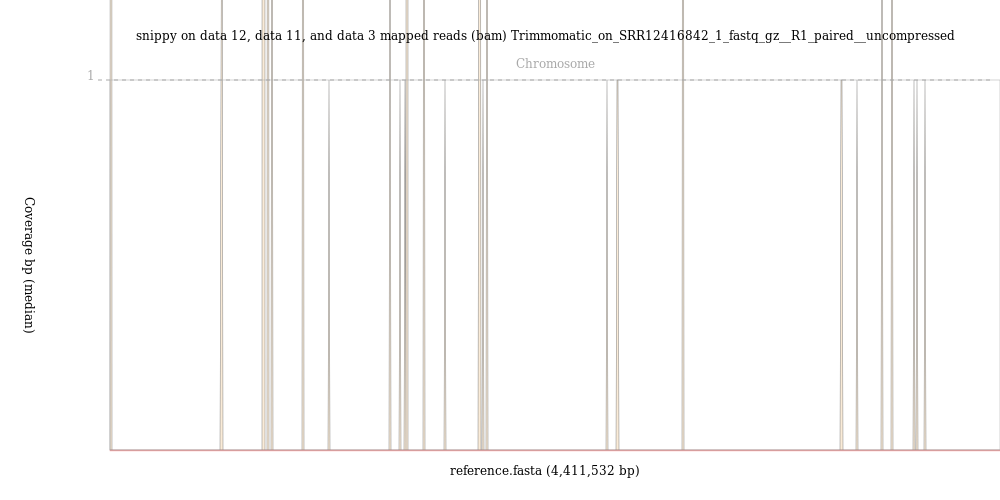 snippy on data 12, data 11, and data 3 mapped reads (bam) Trimmomatic_on_SRR12416842_1_fastq_gz__R1_paired__uncompressed
Chromosome
1
Coverage bp (median)
reference.fasta (4,411,532 bp)